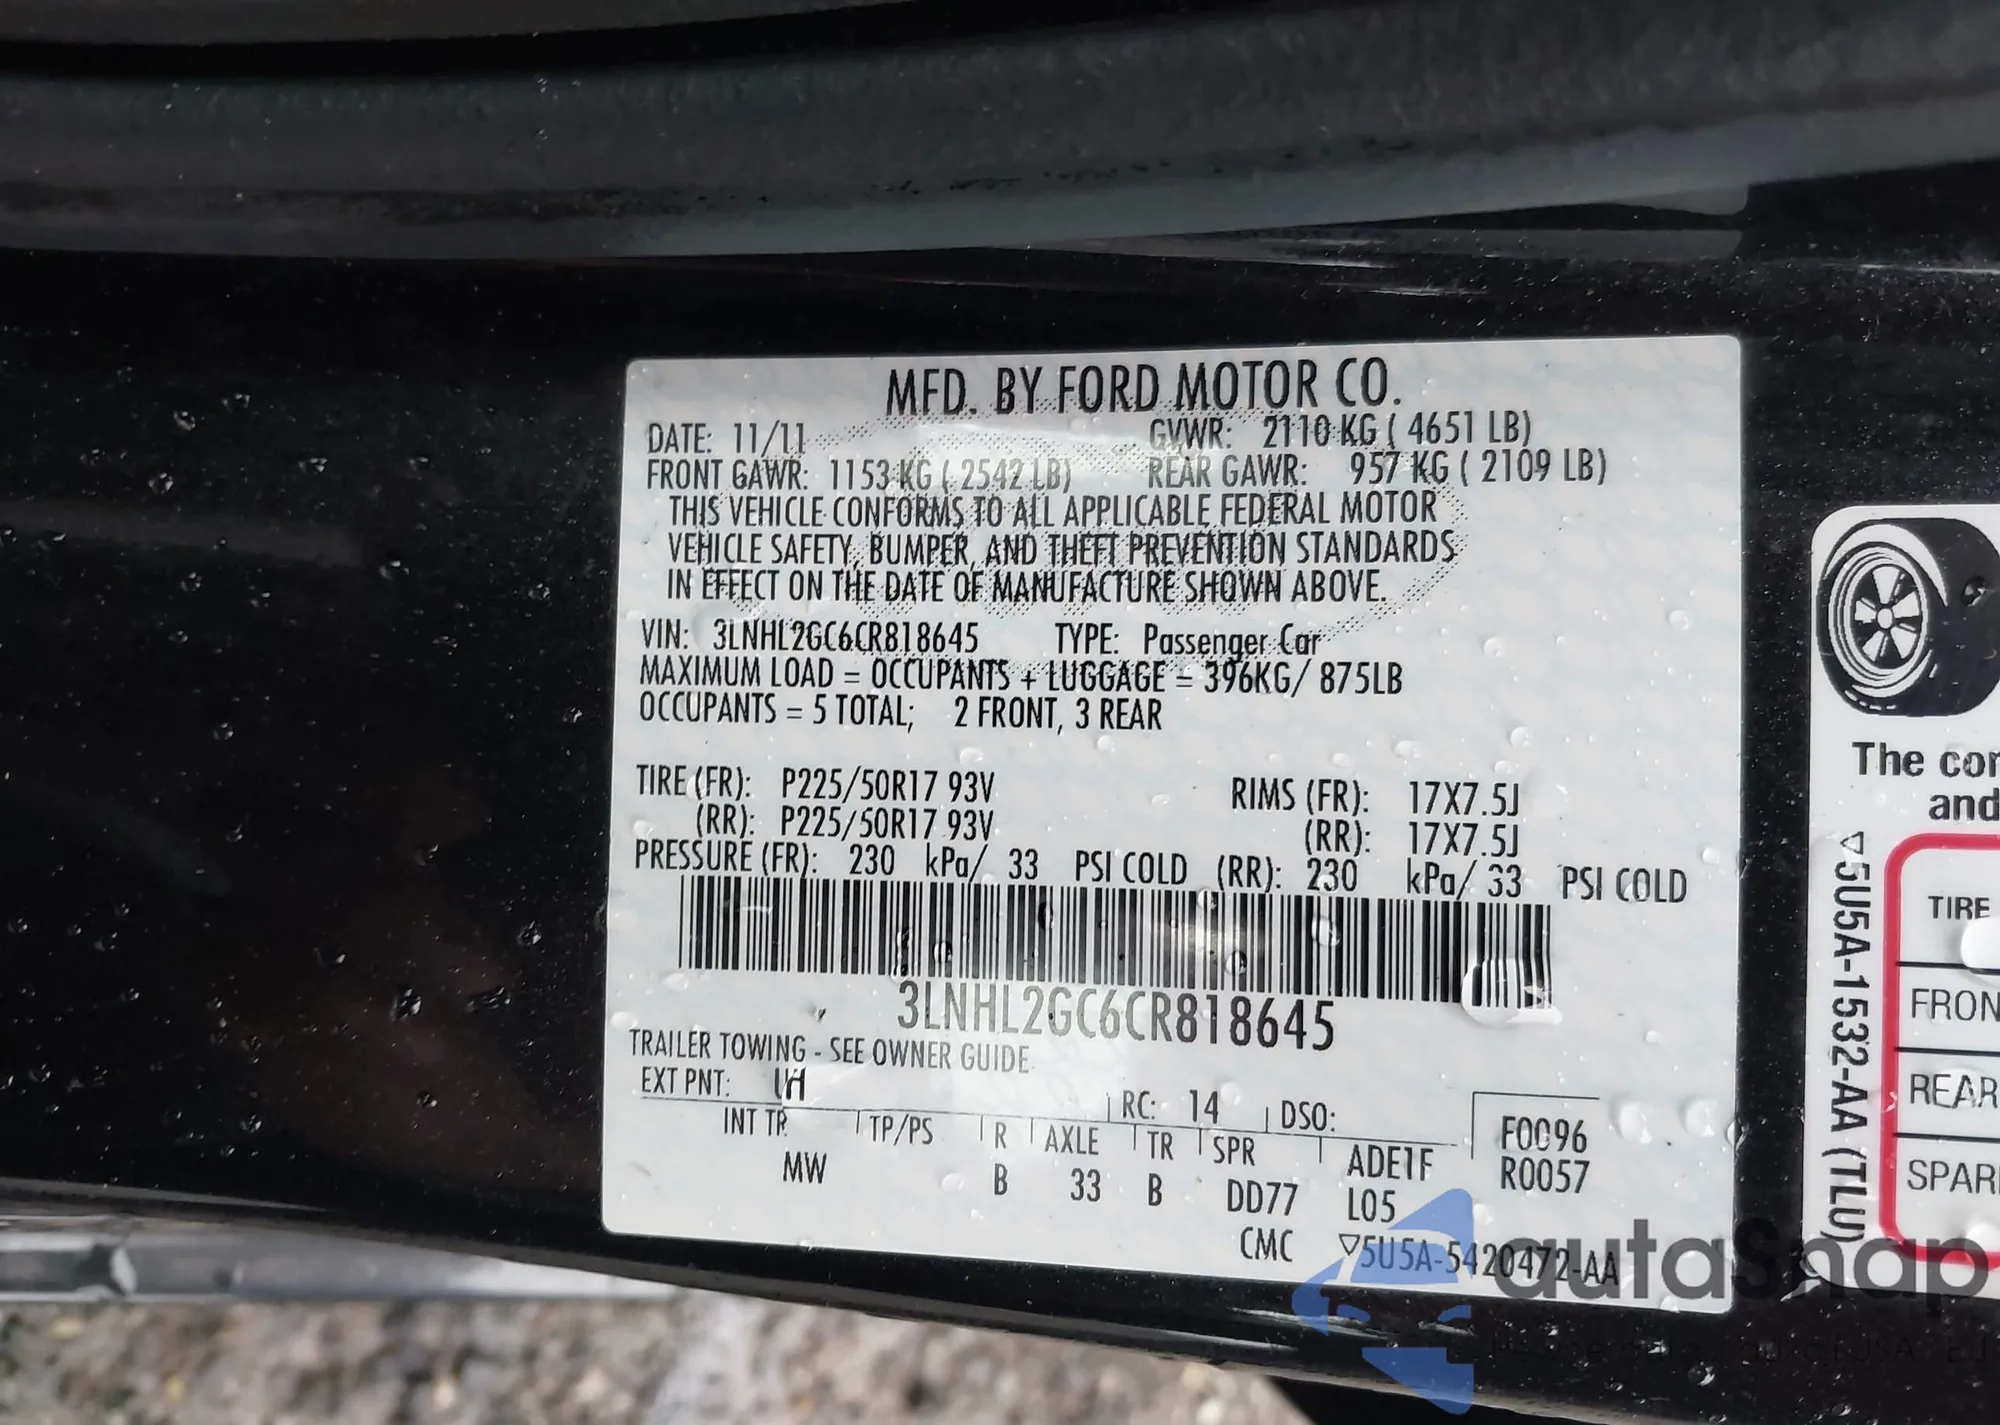 MFD. BY FORD MOTOR CO.
DATE: 11/11 GVWR: 2110 KG ( 4651 LB)
FRONT GAWR: 1153 KG ( 2542 LB) REAR GAWR: 957 KG ( 2109 LB)
THIS VEHICLE CONFORMS TO ALL APPLICABLE FEDERAL MOTOR
VEHICLE SAFETY, BUMPER, AND THEFT PREVENTION STANDARDS
IN EFFECT ON THE DATE OF MANUFACTURE SHOWN ABOVE.
VIN: 3LNHL2GC6CR818645 TYPE: Passenger Car
MAXIMUM LOAD = OCCUPANTS + LUGGAGE = 396KG/ 875LB
OCCUPANTS = 5 TOTAL; 2 FRONT, 3 REAR
TIRE (FR): P225/50R17 93V RIMS (FR): 17X7.5J
(RR): P225/50R17 93V (RR): 17X7.5J
PRESSURE (FR): 230 kPa/ 33 PSI COLD (RR): 230 kPa/ 33 PSI COLD
3LNHL2GC6CR818645
TRAILER TOWING - SEE OWNER GUIDE
EXT PNT: UH RC: 14 DSO:
INT TR TP/PS R AXLE TR SPR ADE1F F0096
MW B 33 B DD77 L05 R0057
CMC ▽5U5A-5420472-AA
The con
and
▽5U5A-1532-AA (TLU)
TIRE
FRON
REAR
SPAR
autasnap